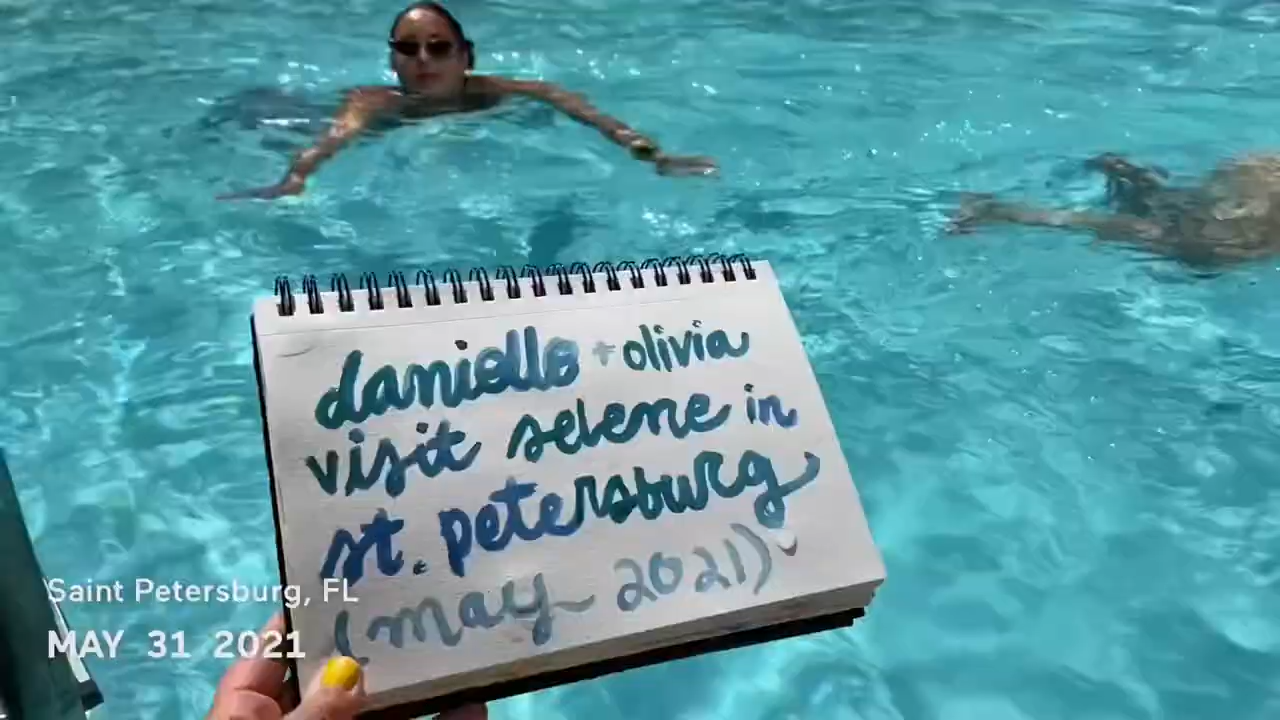 danielle + olivia
visit selene in
st. petersburg
(may 2021)
Saint Petersburg, FL
MAY 31 2021